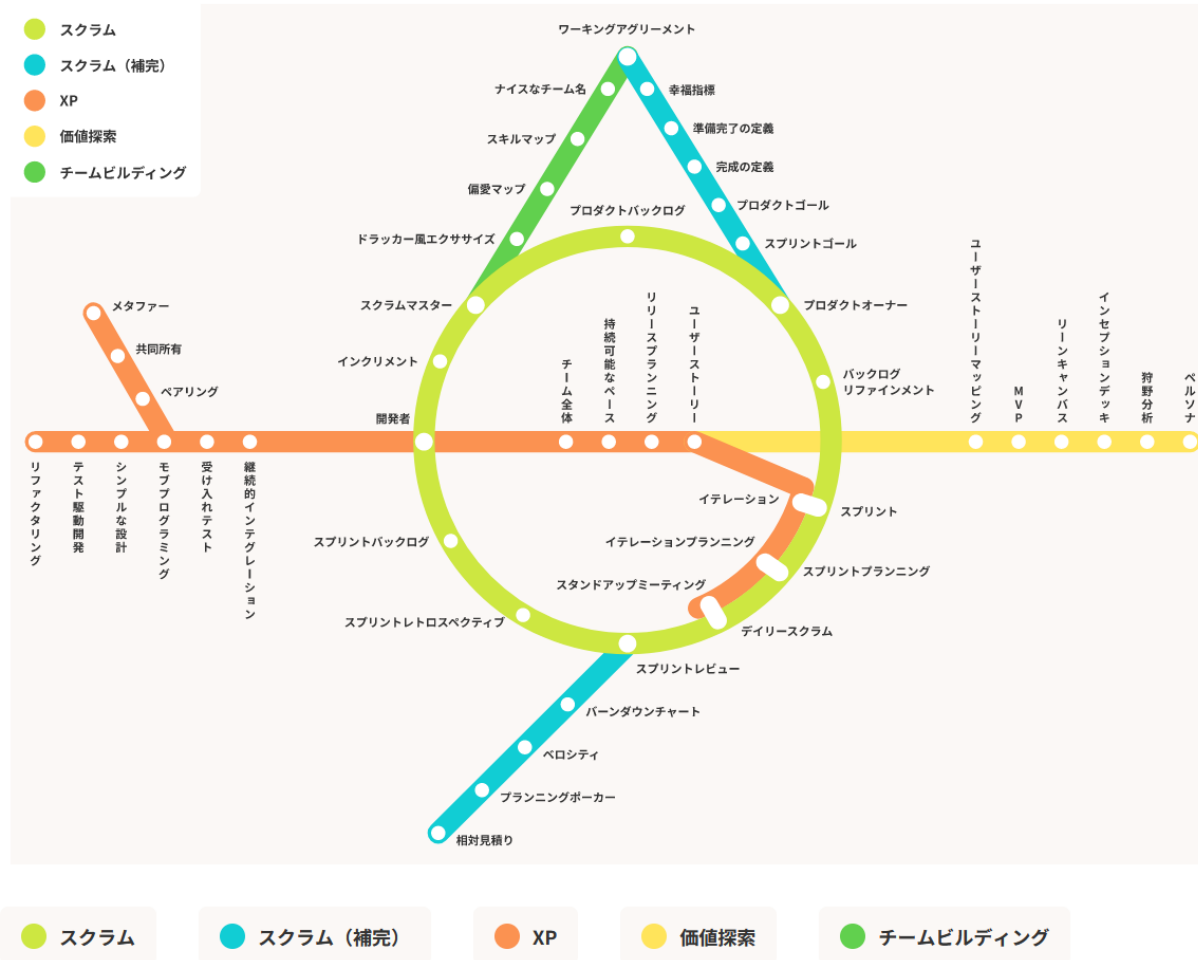 スクラム
スクラム（補完）
XP
価値探索
チームビルディング
ワーキングアグリーメント
ナイスなチーム名
幸福指標
準備完了の定義
スキルマップ
完成の定義
偏愛マップ
プロダクトゴール
プロダクトバックログ
ドラッカー風エクササイズ
スプリントゴール
スクラムマスター
プロダクトオーナー
メタファー
共同所有
ペアリング
インクリメント
バックログ
リファインメント
開発者
チーム全体
持続可能なペース
リリースプランニング
ユーザーストーリー
ユーザーストーリーマッピング
MVP
リーンキャンバス
インセプションデッキ
狩野分析
ペルソナ
リファクタリング
テスト駆動開発
シンプルな設計
モブプログラミング
受け入れテスト
継続的インテグレーション
イテレーション
スプリント
スプリントバックログ
イテレーションプランニング
スプリントプランニング
スタンドアップミーティング
スプリントレトロスペクティブ
デイリースクラム
スプリントレビュー
バーンダウンチャート
ベロシティ
プランニングポーカー
相対見積り
スクラム
スクラム（補完）
XP
価値探索
チームビルディング